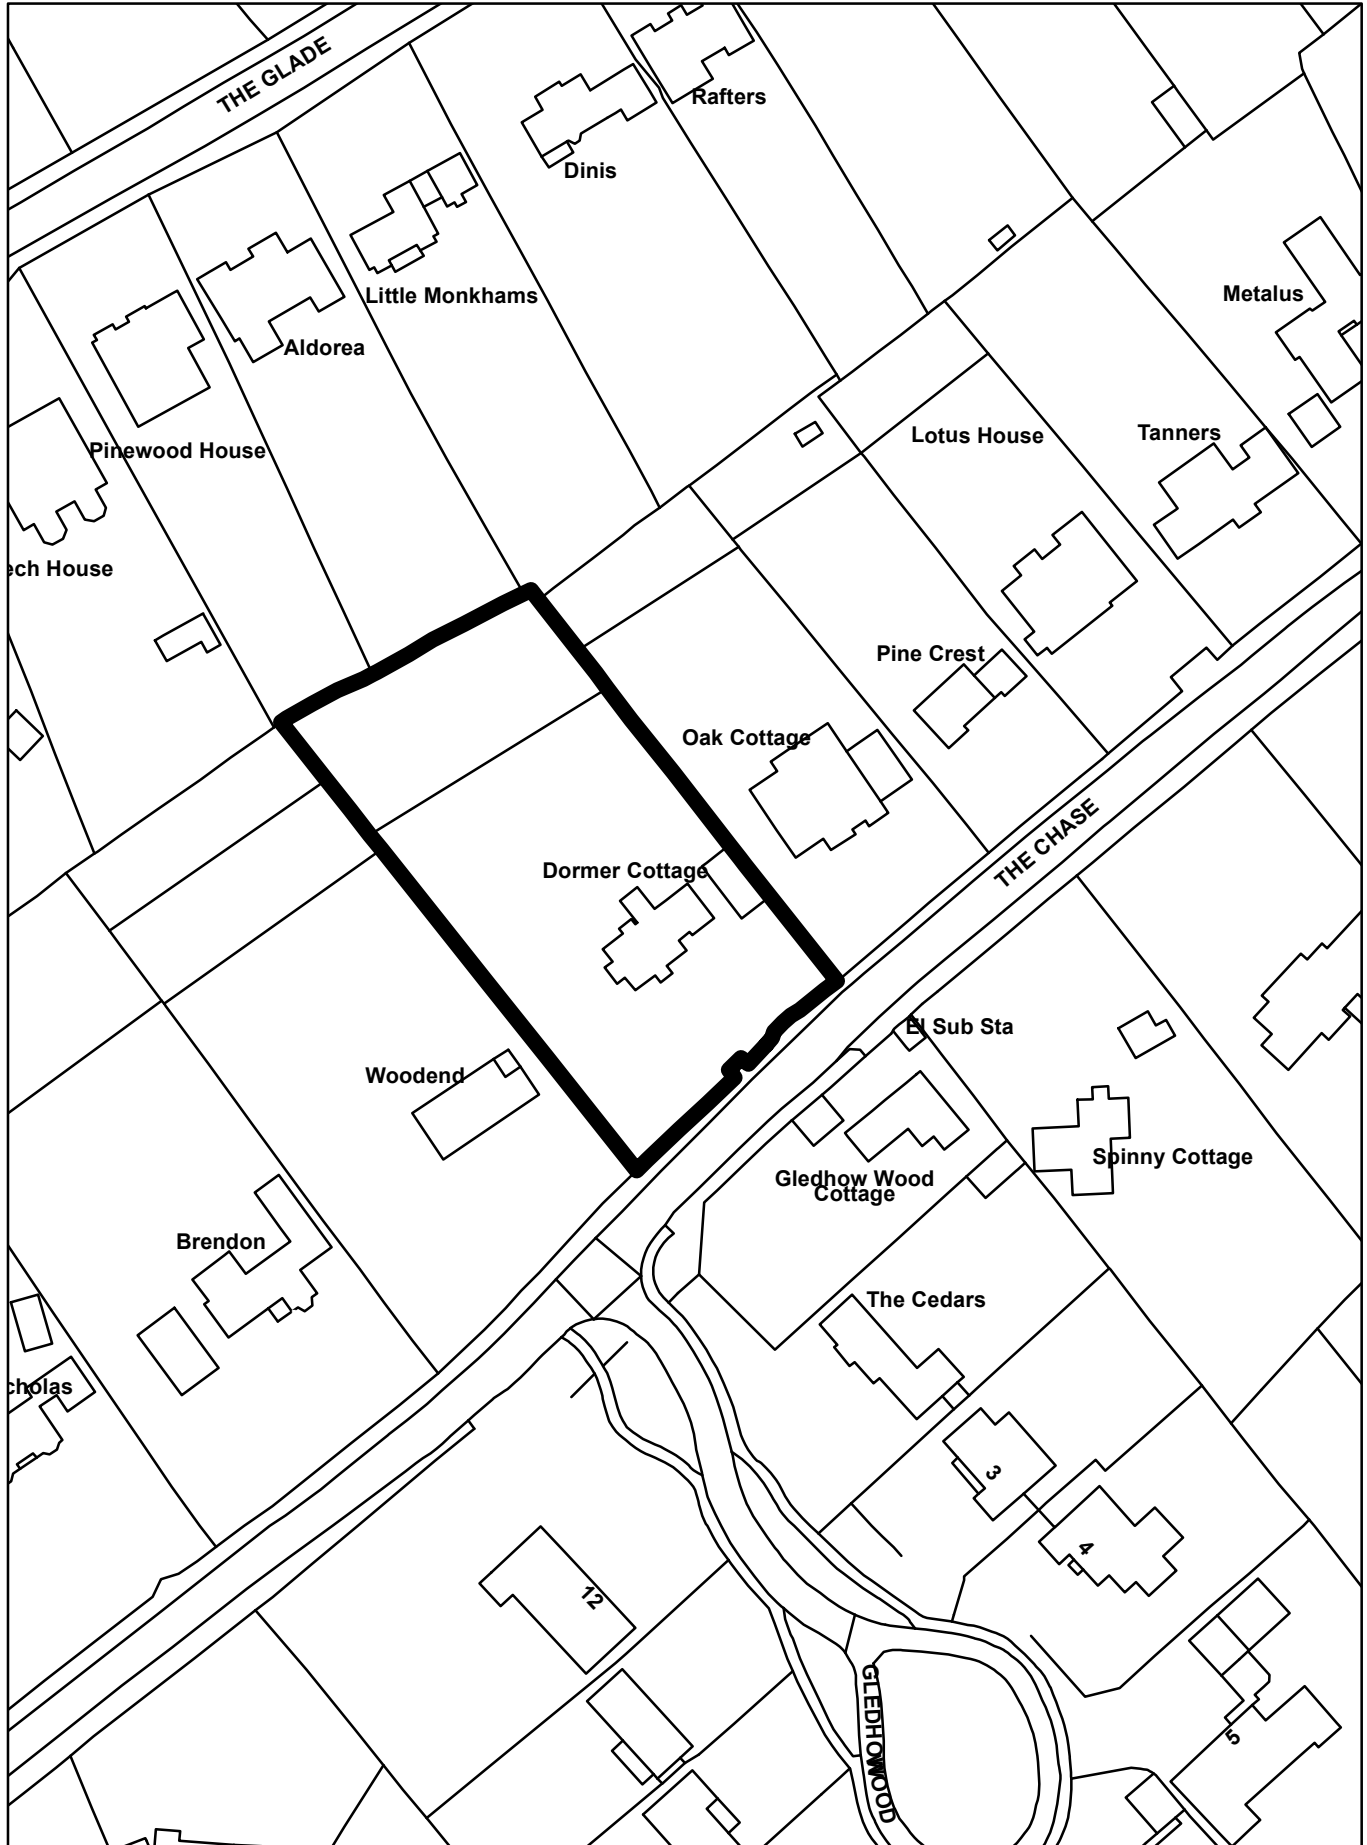 THE GLADE
Rafters
Dinis
Little Monkhams
Metalus
Aldorea
Lotus House
Tanners
Pinewood House
ech House
Pine Crest
Oak Cottage
THE CHASE
Dormer Cottage
El Sub Sta
Woodend
Spinny Cottage
Gledhow Wood
Cottage
Brendon
The Cedars
cholas
3
4
12
GLEDHOWWOOD
5